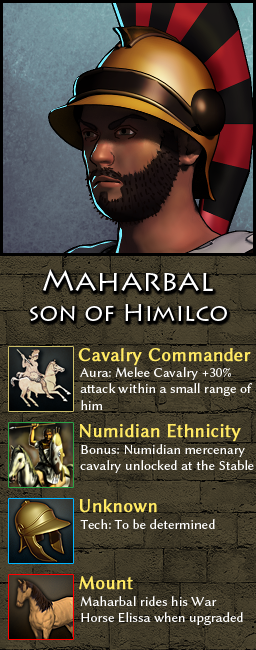 Maharbal
son of Himilco
Cavalry Commander
Aura: Melee Cavalry +30%
attack within a small range of
him
Numidian Ethnicity
Bonus: Numidian mercenary
cavalry unlocked at the Stable
Unknown
Tech: To be determined
Mount
Maharbal rides his War
Horse Elissa when upgraded